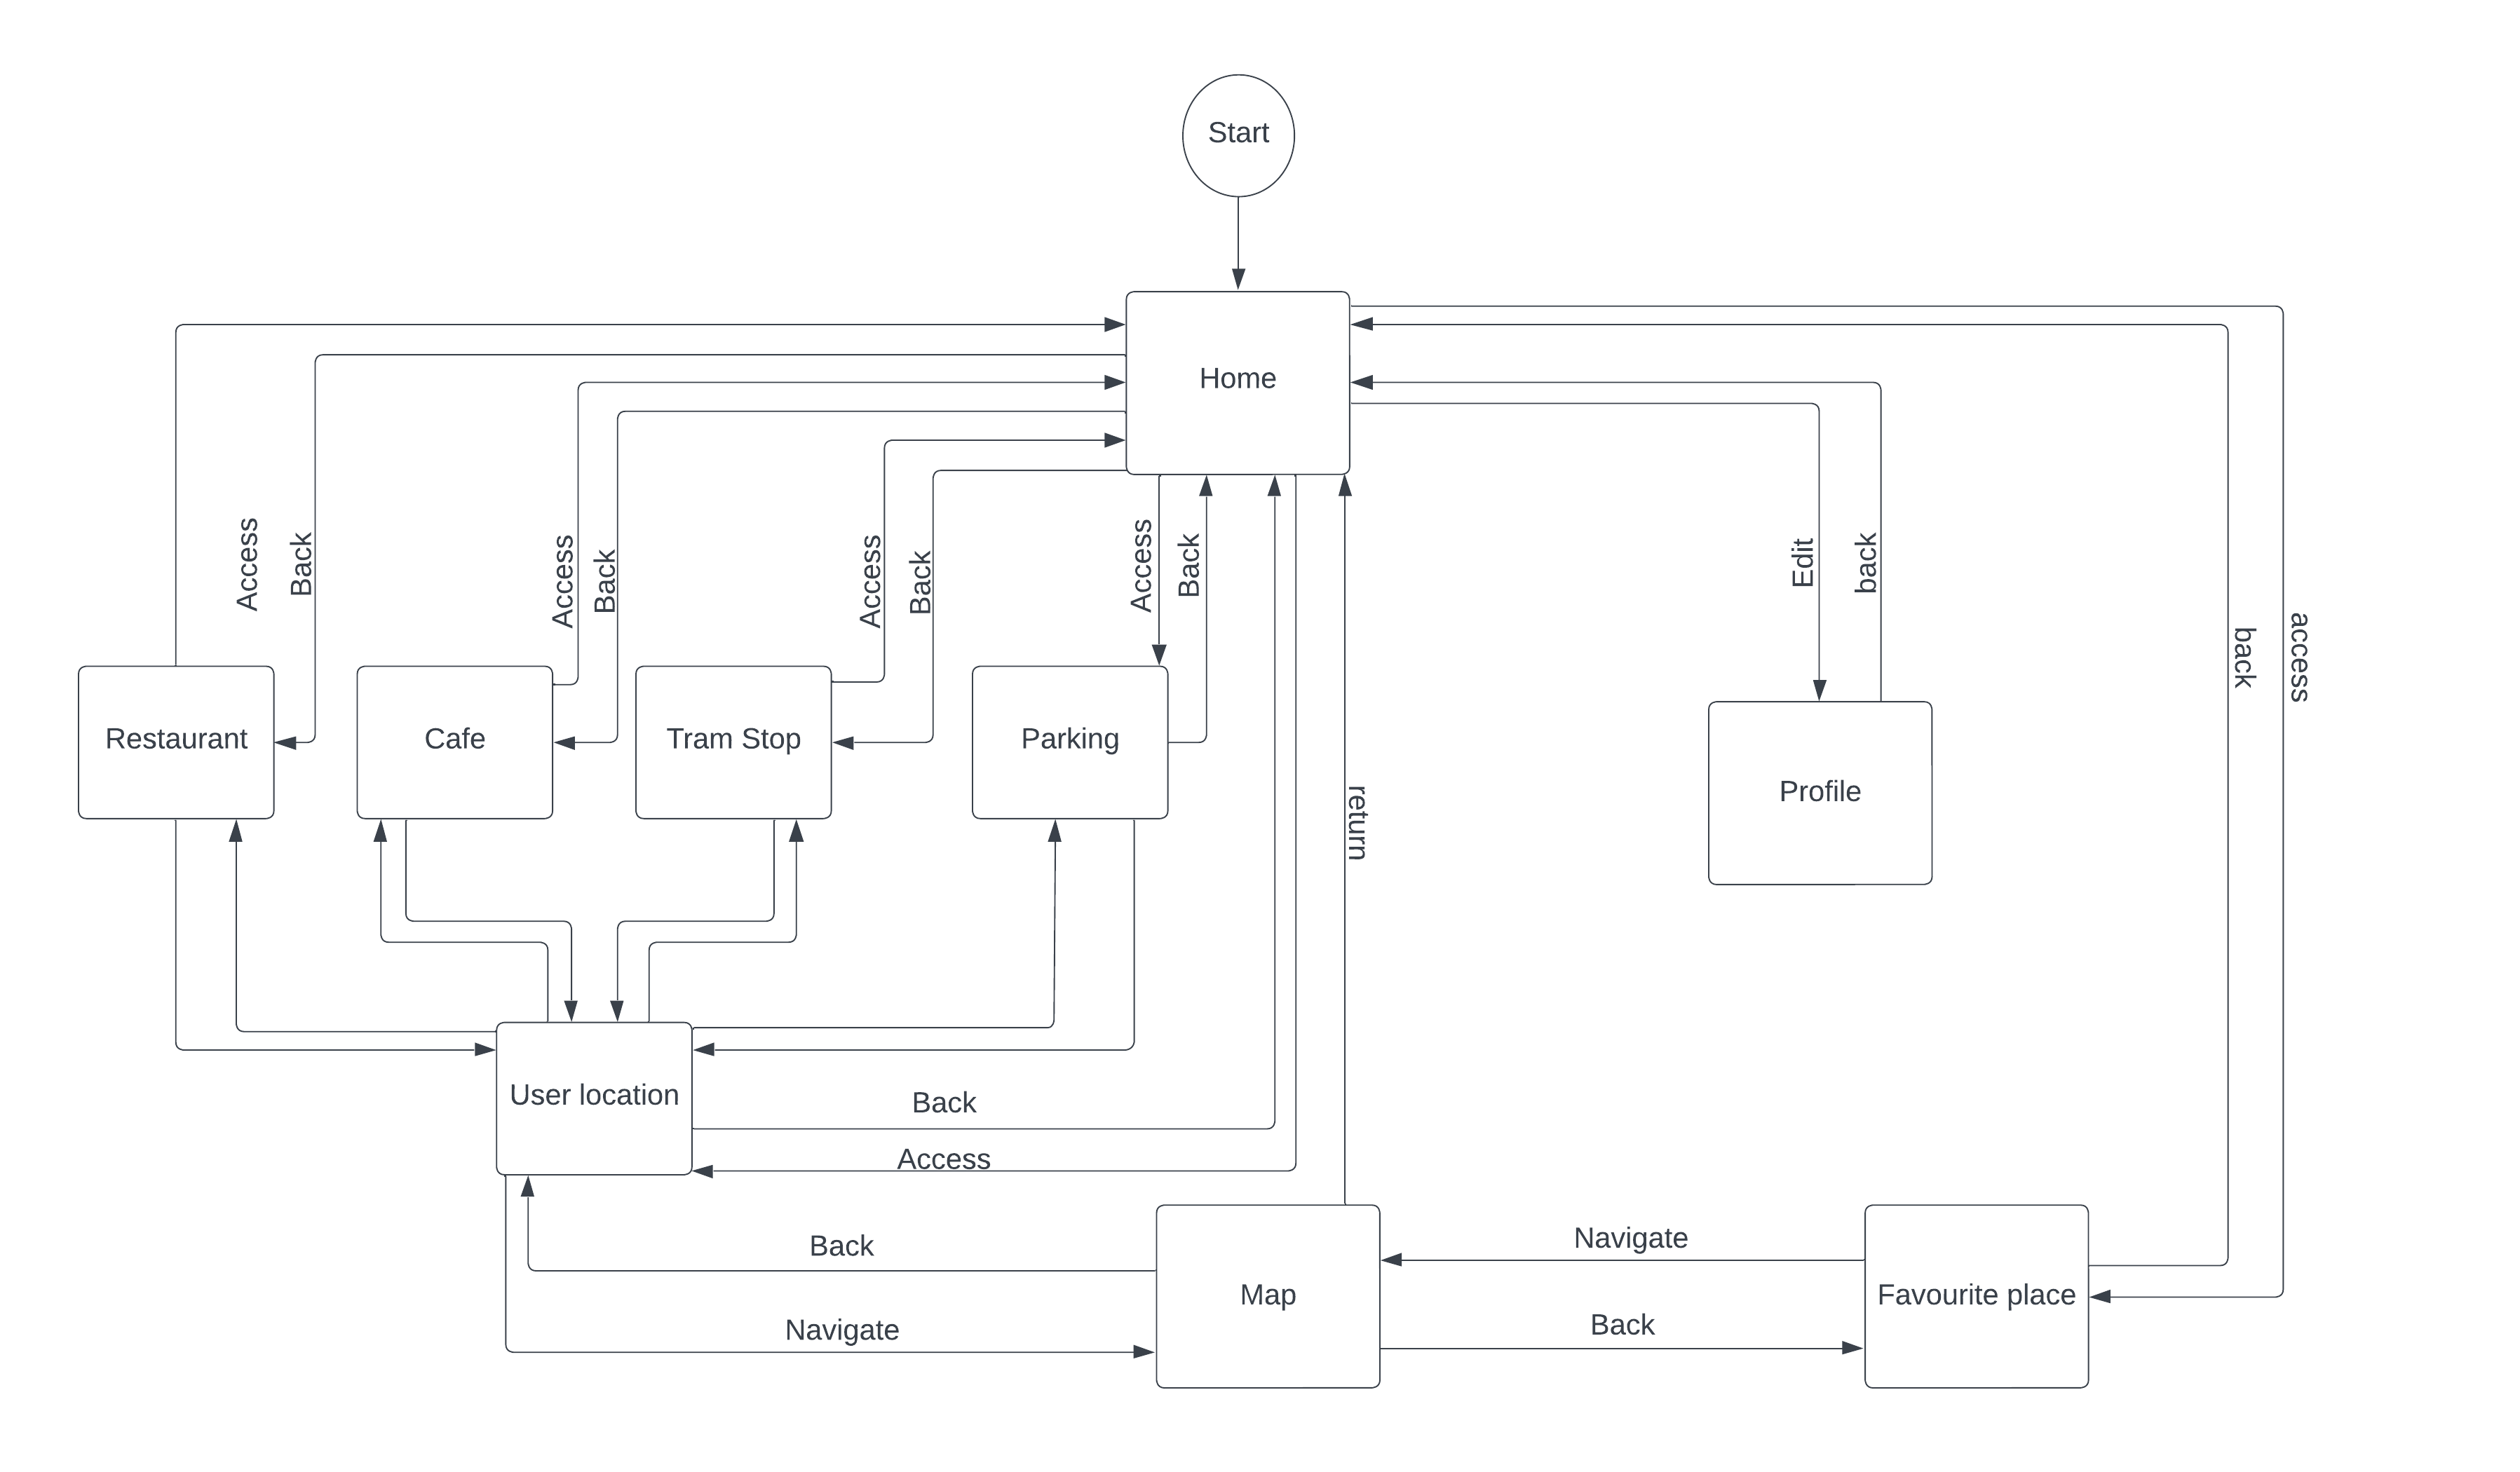 Start
Home
Access
Back
Access
Back
Access
Back
Access
Back
Edit
back
back
access
Restaurant
Cafe
Tram Stop
Parking
Profile
return
User location
Back
Access
Back
Navigate
Map
Navigate
Back
Favourite place